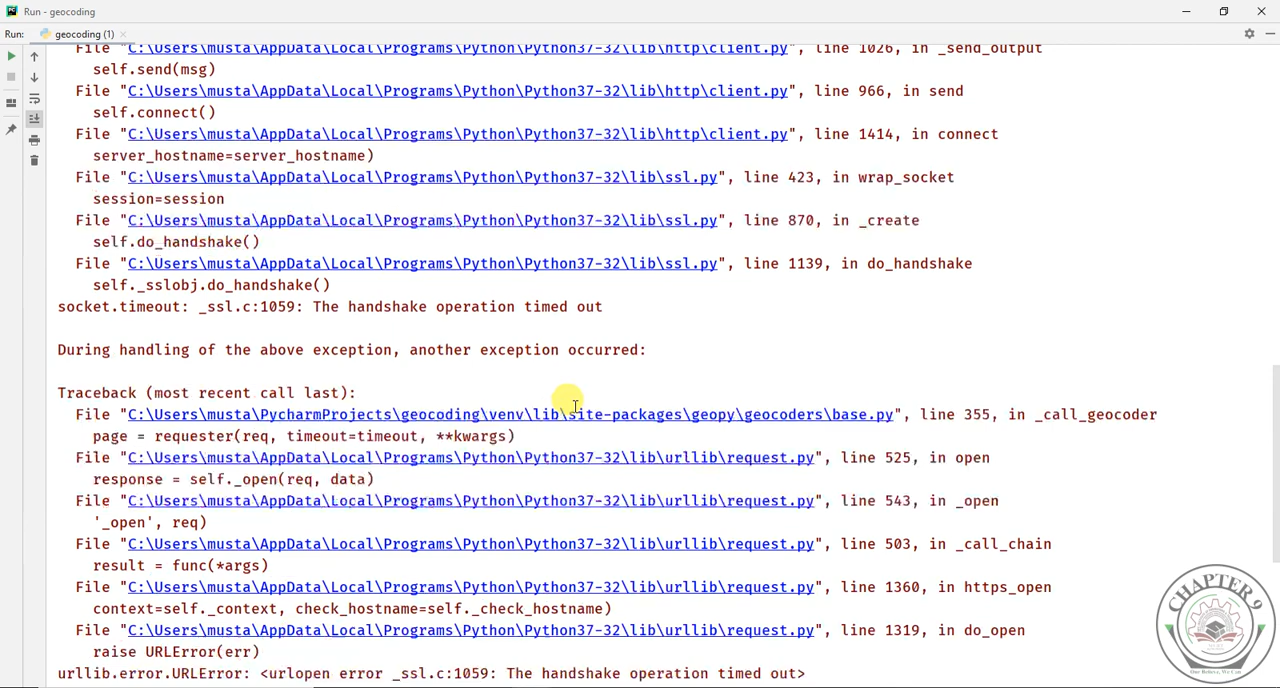 Run - geocoding
Run: geocoding (1)
File "C:\Users\musta\AppData\Local\Programs\Python\Python37-32\lib\http\client.py", line 1026, in _send_output
self.send(msg)
File "C:\Users\musta\AppData\Local\Programs\Python\Python37-32\lib\http\client.py", line 966, in send
self.connect()
File "C:\Users\musta\AppData\Local\Programs\Python\Python37-32\lib\http\client.py", line 1414, in connect
server_hostname=server_hostname)
File "C:\Users\musta\AppData\Local\Programs\Python\Python37-32\lib\ssl.py", line 423, in wrap_socket
session=session
File "C:\Users\musta\AppData\Local\Programs\Python\Python37-32\lib\ssl.py", line 870, in _create
self.do_handshake()
File "C:\Users\musta\AppData\Local\Programs\Python\Python37-32\lib\ssl.py", line 1139, in do_handshake
self._sslobj.do_handshake()
socket.timeout: _ssl.c:1059: The handshake operation timed out
During handling of the above exception, another exception occurred:
Traceback (most recent call last):
File "C:\Users\musta\PycharmProjects\geocoding\venv\lib\site-packages\geopy\geocoders\base.py", line 355, in _call_geocoder
page = requester(req, timeout=timeout, **kwargs)
File "C:\Users\musta\AppData\Local\Programs\Python\Python37-32\lib\urllib\request.py", line 525, in open
response = self._open(req, data)
File "C:\Users\musta\AppData\Local\Programs\Python\Python37-32\lib\urllib\request.py", line 543, in _open
'_open', req)
File "C:\Users\musta\AppData\Local\Programs\Python\Python37-32\lib\urllib\request.py", line 503, in _call_chain
result = func(*args)
File "C:\Users\musta\AppData\Local\Programs\Python\Python37-32\lib\urllib\request.py", line 1360, in https_open
context=self._context, check_hostname=self._check_hostname)
File "C:\Users\musta\AppData\Local\Programs\Python\Python37-32\lib\urllib\request.py", line 1319, in do_open
raise URLError(err)
urllib.error.URLError: <urlopen error _ssl.c:1059: The handshake operation timed out>
CHAPTER 9